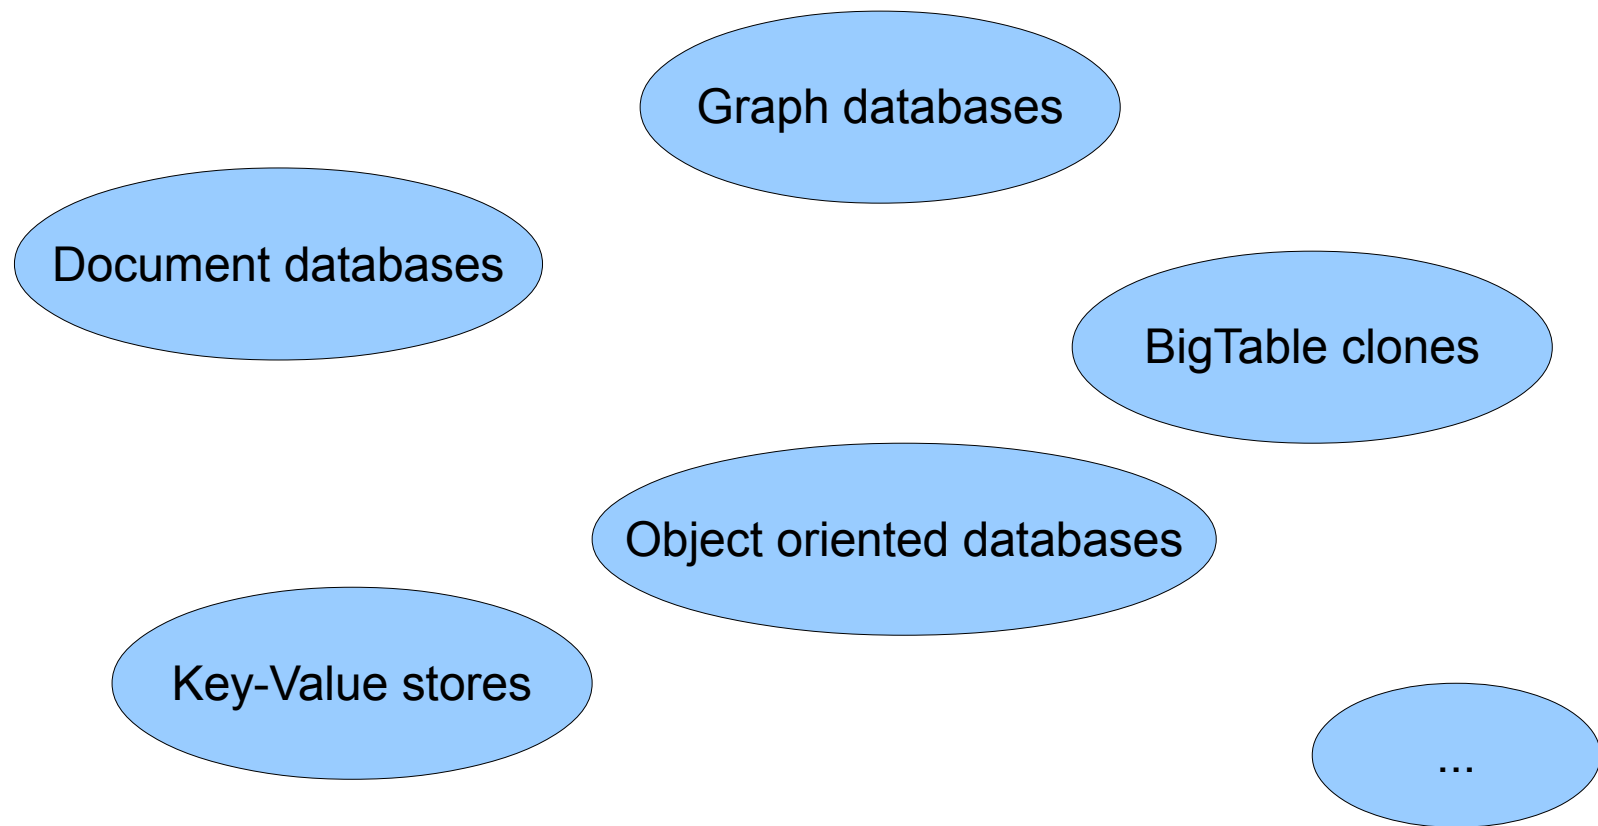 Graph databases
Document databases
BigTable clones
Object oriented databases
Key-Value stores
...